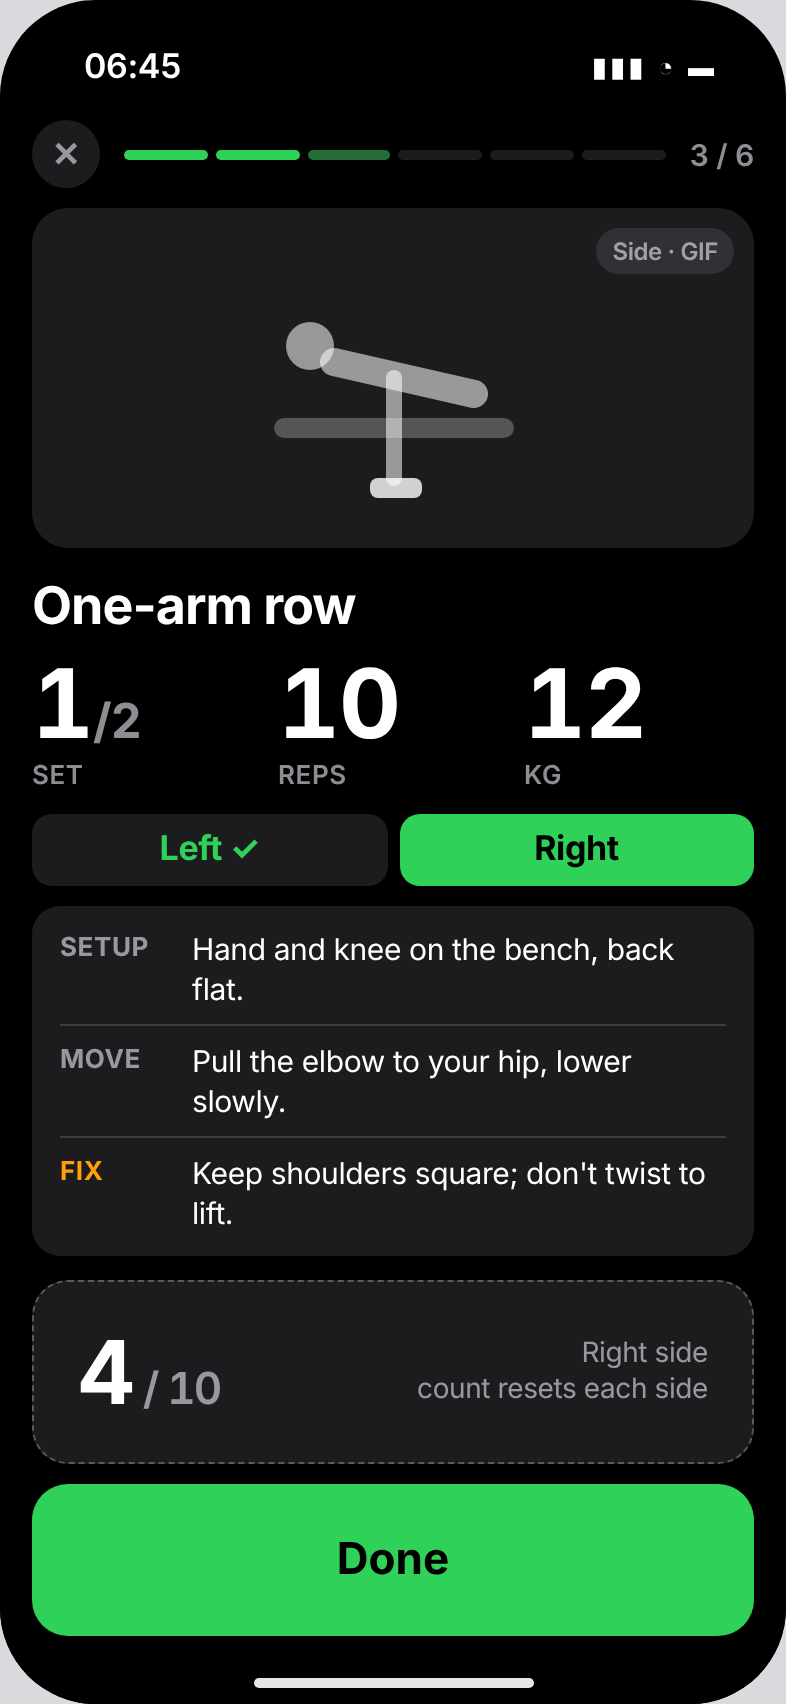 06:45
3 / 6
Side · GIF
One-arm row
1/2
10
12
SET
REPS
KG
Left ✓
Right
SETUP
Hand and knee on the bench, back
flat.
MOVE
Pull the elbow to your hip, lower
slowly.
FIX
Keep shoulders square; don't twist to
lift.
4 / 10
Right side
count resets each side
Done